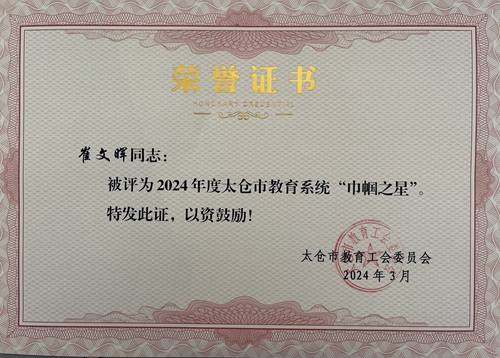 荣誉证书
HONORARY CREDENTIAL
崔文晖同志：
被评为2024年度太仓市教育系统“巾帼之星”。
特发此证，以资鼓励！
太仓市教育工会委员会
2024年3月